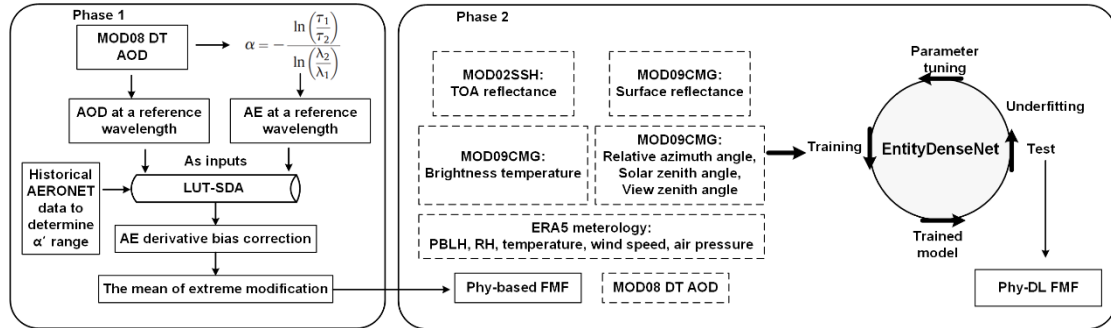 Phase 1
MOD08 DT
AOD
α = − ln(τ1/τ2) / ln(λ2/λ1)
AOD at a reference
wavelength
AE at a reference
wavelength
As inputs
Historical
AERONET
data to
determine
α′ range
LUT-SDA
AE derivative bias correction
The mean of extreme modification
Phase 2
MOD02SSH:
TOA reflectance
MOD09CMG:
Surface reflectance
MOD09CMG:
Brightness temperature
MOD09CMG:
Relative azimuth angle,
Solar zenith angle,
View zenith angle
ERA5 meterology:
PBLH, RH, temperature, wind speed, air pressure
Phy-based FMF
MOD08 DT AOD
Parameter
tuning
Underfitting
Training
EntityDenseNet
Test
Trained
model
Phy-DL FMF